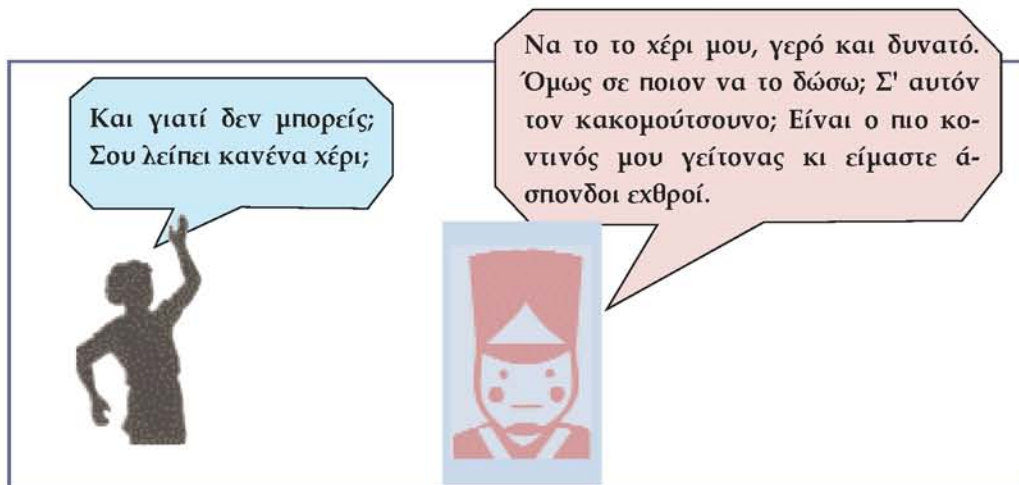 Και γιατί δεν μπορείς;
Σου λείπει κανένα χέρι;
Να το το χέρι μου, γερό και δυνατό.
Όμως σε ποιον να το δώσω; Σ' αυτόν
τον κακομούτσουνο; Είναι ο πιο κο-
ντινός μου γείτονας κι είμαστε ά-
σπονδοι εχθροί.